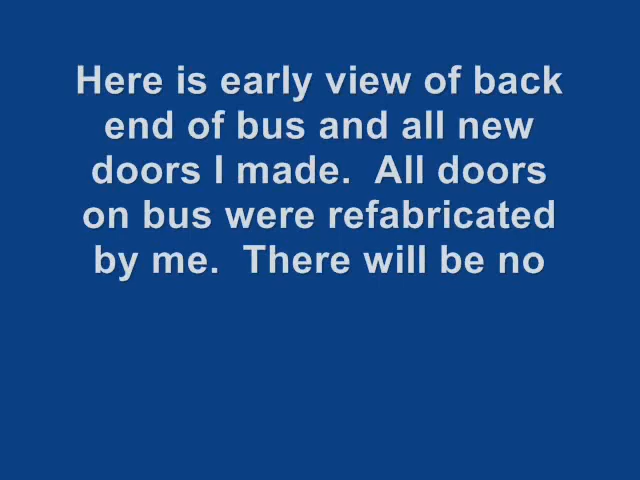 Here is early view of back
end of bus and all new
doors I made.  All doors
on bus were refabricated
by me.  There will be no